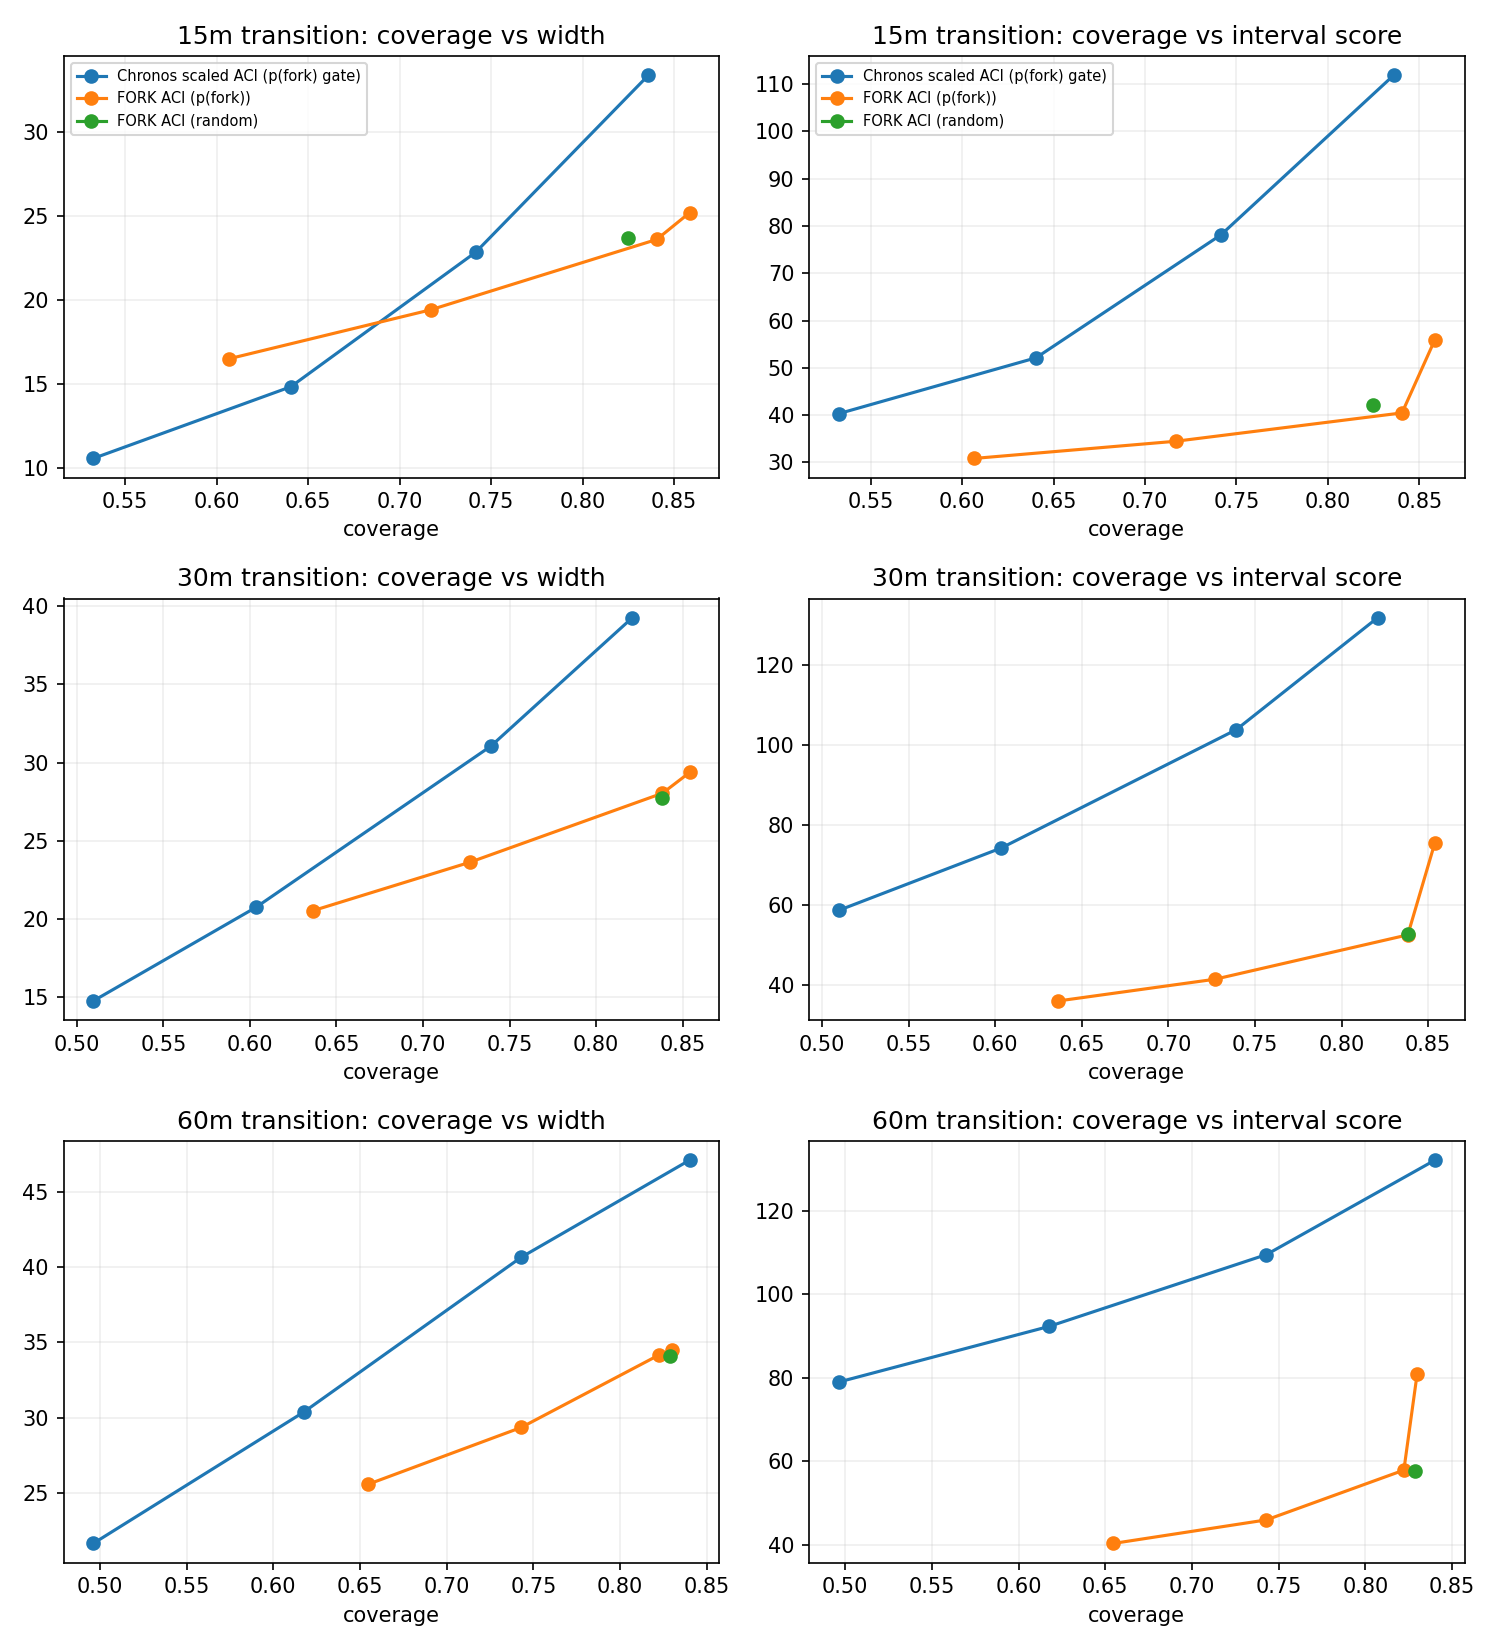 15m transition: coverage vs width
Chronos scaled ACI (p(fork) gate)
FORK ACI (p(fork))
FORK ACI (random)
30
25
20
15
10
0.55 0.60 0.65 0.70 0.75 0.80 0.85
coverage
15m transition: coverage vs interval score
Chronos scaled ACI (p(fork) gate)
FORK ACI (p(fork))
FORK ACI (random)
110
100
90
80
70
60
50
40
30
0.55 0.60 0.65 0.70 0.75 0.80 0.85
coverage
30m transition: coverage vs width
40
35
30
25
20
15
0.50 0.55 0.60 0.65 0.70 0.75 0.80 0.85
coverage
30m transition: coverage vs interval score
120
100
80
60
40
0.50 0.55 0.60 0.65 0.70 0.75 0.80 0.85
coverage
60m transition: coverage vs width
45
40
35
30
25
0.50 0.55 0.60 0.65 0.70 0.75 0.80 0.85
coverage
60m transition: coverage vs interval score
120
100
80
60
40
0.50 0.55 0.60 0.65 0.70 0.75 0.80 0.85
coverage